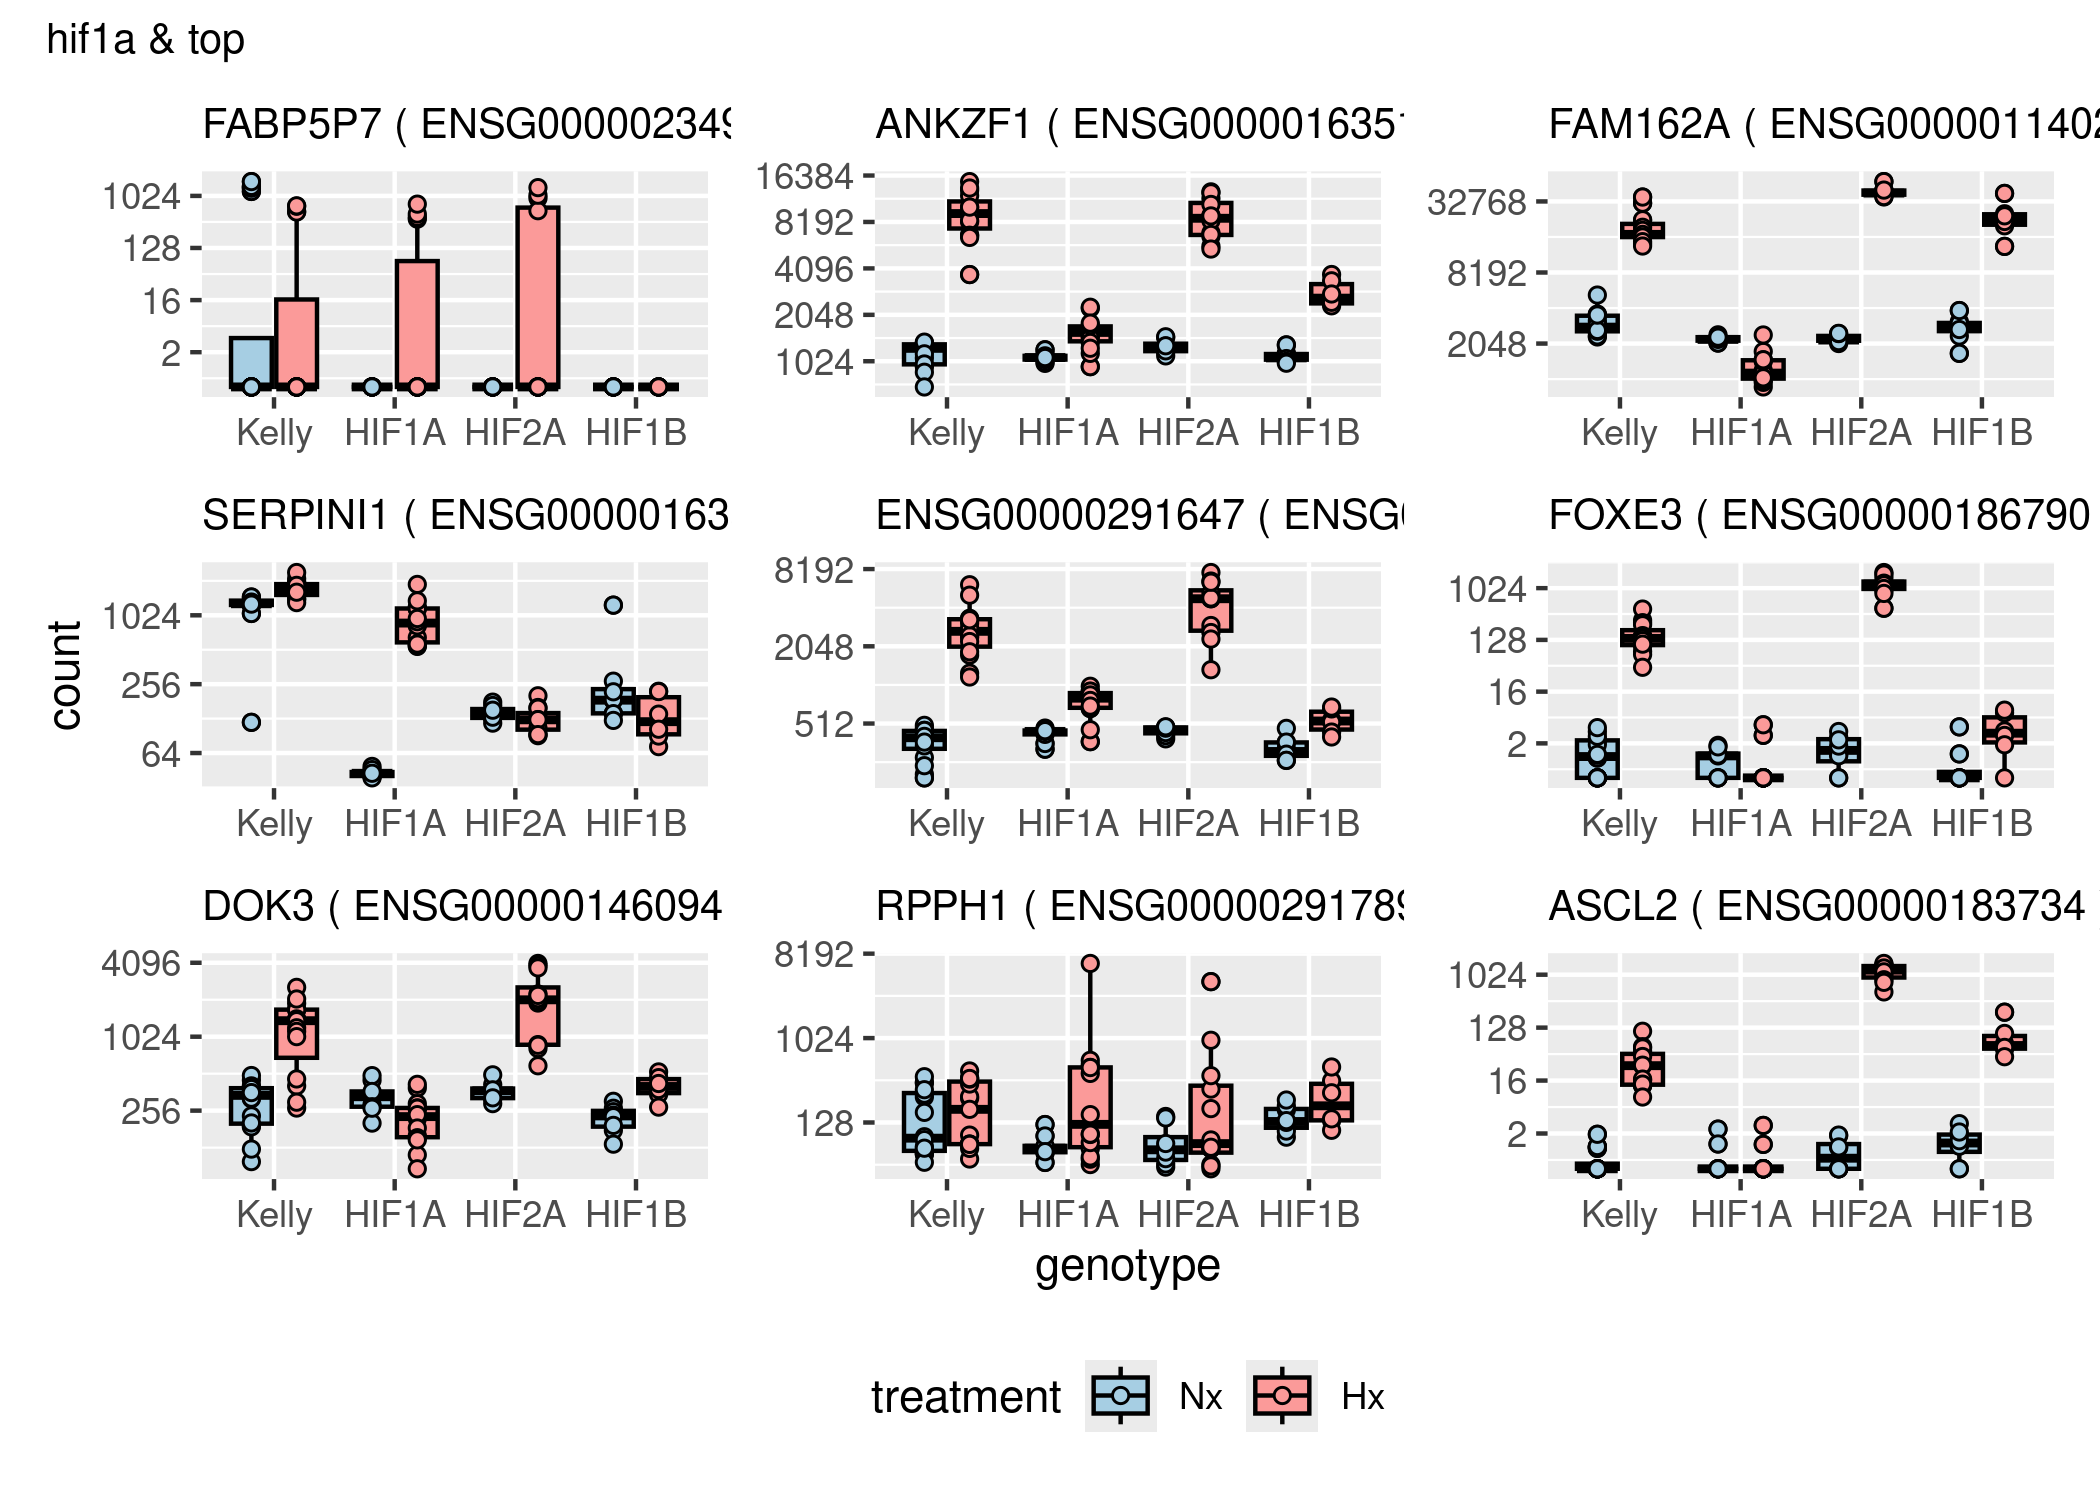 hif1a & top
FABP5P7 ( ENSG00000234
ANKZF1 ( ENSG00000163
FAM162A ( ENSG0000011402
1024
128
16
2
Kelly HIF1A HIF2A HIF1B
16384
8192
4096
2048
1024
Kelly HIF1A HIF2A HIF1B
32768
8192
2048
Kelly HIF1A HIF2A HIF1B
SERPINI1 ( ENSG00000163
ENSG00000291647 ( ENSG
FOXE3 ( ENSG00000186790
count
1024
256
64
Kelly HIF1A HIF2A HIF1B
8192
2048
512
Kelly HIF1A HIF2A HIF1B
1024
128
16
2
Kelly HIF1A HIF2A HIF1B
DOK3 ( ENSG00000146094
RPPH1 ( ENSG00000291789
ASCL2 ( ENSG00000183734
4096
1024
256
Kelly HIF1A HIF2A HIF1B
8192
1024
128
Kelly HIF1A HIF2A HIF1B
1024
128
16
2
Kelly HIF1A HIF2A HIF1B
genotype
treatment Nx Hx